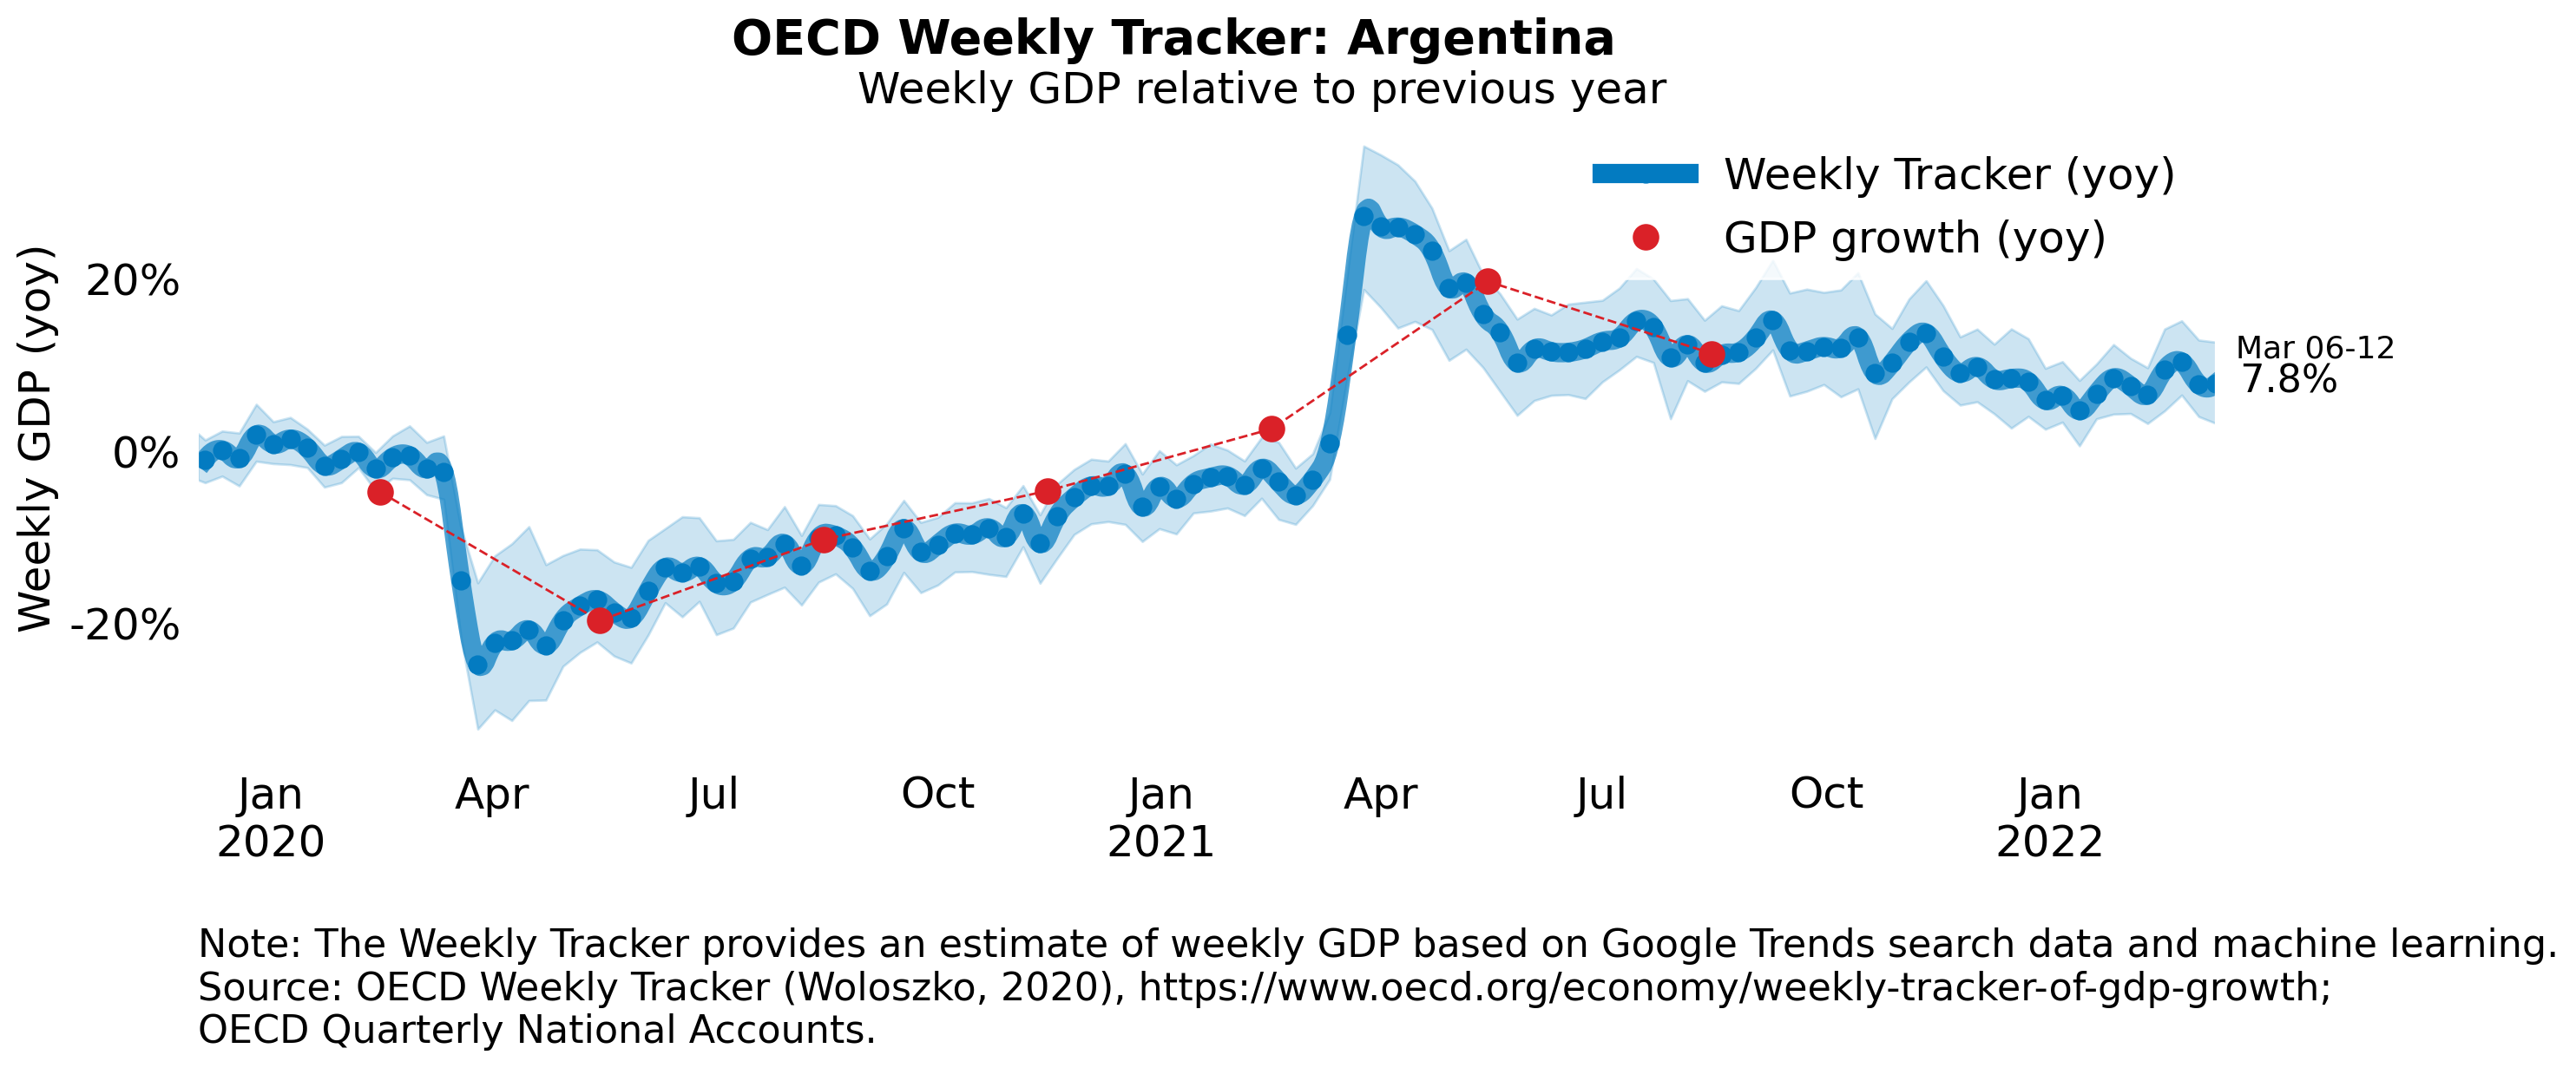 OECD Weekly Tracker: Argentina
Weekly GDP relative to previous year
Weekly Tracker (yoy)
GDP growth (yoy)
Weekly GDP (yoy)
20%
0%
-20%
Mar 06-12
7.8%
Jan Apr Jul Oct Jan Apr Jul Oct Jan
2020 2021 2022
Note: The Weekly Tracker provides an estimate of weekly GDP based on Google Trends search data and machine learning.
Source: OECD Weekly Tracker (Woloszko, 2020), https://www.oecd.org/economy/weekly-tracker-of-gdp-growth;
OECD Quarterly National Accounts.